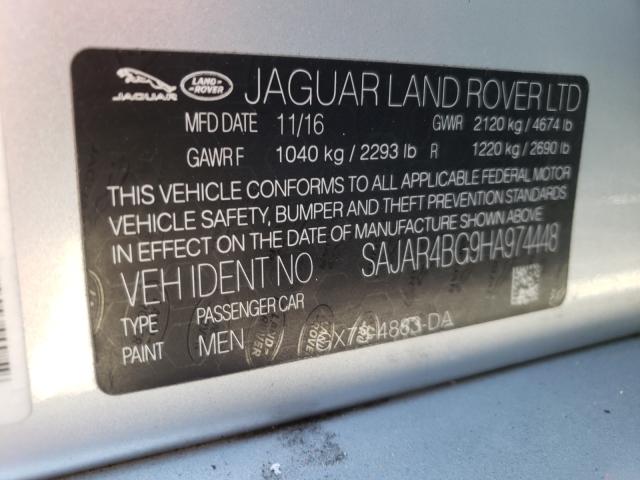 JAGUAR LAND ROVER JAGUAR LAND ROVER LTD
MFD DATE 11/16 GVWR 2120 kg / 4674 lb
GAWR F 1040 kg / 2293 lb R 1220 kg / 2690 lb
THIS VEHICLE CONFORMS TO ALL APPLICABLE FEDERAL MOTOR
VEHICLE SAFETY, BUMPER AND THEFT PREVENTION STANDARDS
IN EFFECT ON THE DATE OF MANUFACTURE SHOWN ABOVE.
VEH IDENT NO. SAJAR4BG9HA974448
TYPE PASSENGER CAR
PAINT MEN